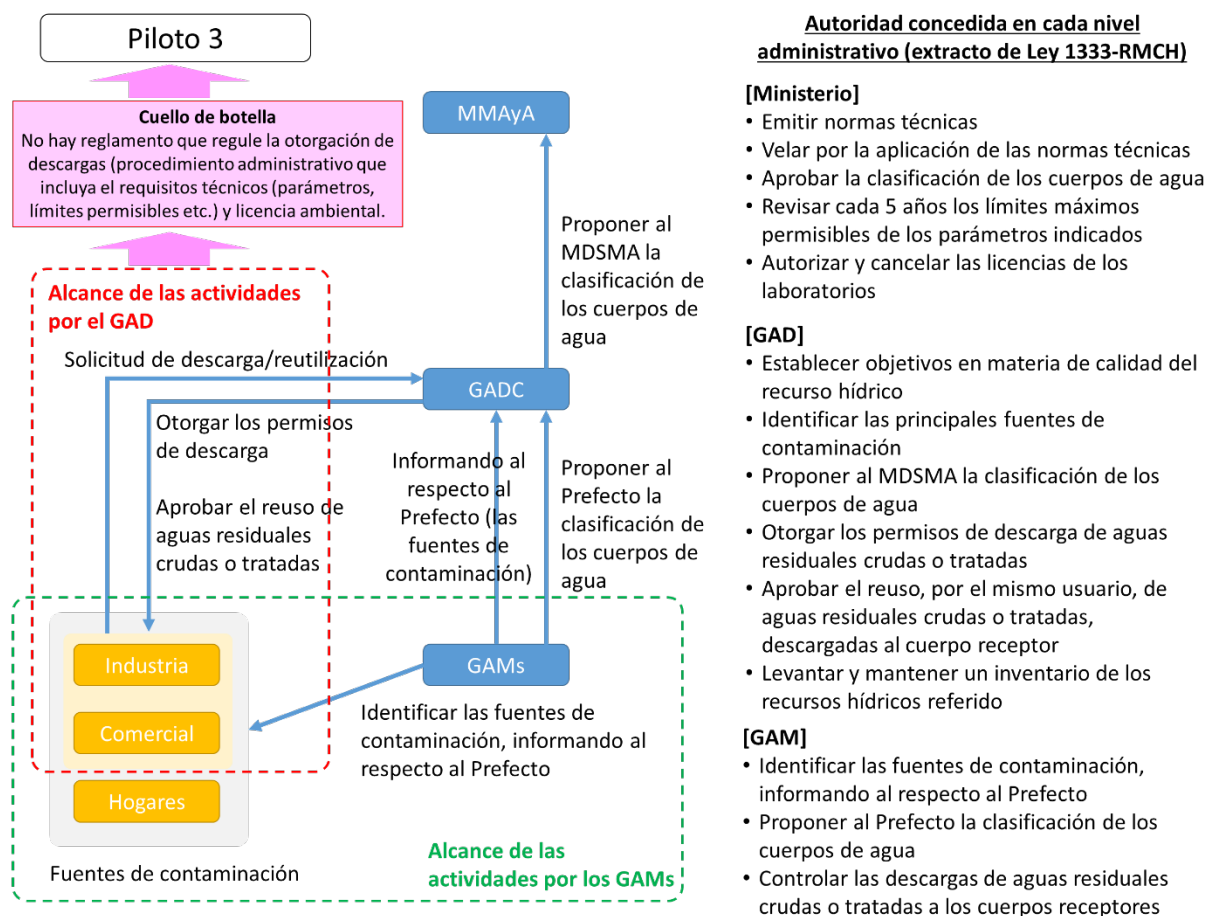 Piloto 3
Cuello de botella
No hay reglamento que regule la otorgación de
descargas (procedimiento administrativo que
incluya el requisitos técnicos (parámetros,
límites permisibles etc.) y licencia ambiental.
MMAyA
Proponer al
MDSMA la
clasificación de
los cuerpos de
agua
Alcance de las actividades
por el GAD
Solicitud de descarga/reutilización
GADC
Otorgar los permisos
de descarga
Aprobar el reuso de
aguas residuales
crudas o tratadas
Informando al
respecto al
Prefecto (las
fuentes de
contaminación)
Proponer al
Prefecto la
clasificación de
los cuerpos de
agua
Industria
Comercial
Hogares
GAMs
Identificar las fuentes de
contaminación, informando al
respecto al Prefecto
Fuentes de contaminación
Alcance de las
actividades por los GAMs
Autoridad concedida en cada nivel
administrativo (extracto de Ley 1333-RMCH)
[Ministerio]
• Emitir normas técnicas
• Velar por la aplicación de las normas técnicas
• Aprobar la clasificación de los cuerpos de agua
• Revisar cada 5 años los límites máximos
permisibles de los parámetros indicados
• Autorizar y cancelar las licencias de los
laboratorios
[GAD]
• Establecer objetivos en materia de calidad del
recurso hídrico
• Identificar las principales fuentes de
contaminación
• Proponer al MDSMA la clasificación de los
cuerpos de agua
• Otorgar los permisos de descarga de aguas
residuales crudas o tratadas
• Aprobar el reuso, por el mismo usuario, de
aguas residuales crudas o tratadas,
descargadas al cuerpo receptor
• Levantar y mantener un inventario de los
recursos hídricos referido
[GAM]
• Identificar las fuentes de contaminación,
informando al respecto al Prefecto
• Proponer al Prefecto la clasificación de los
cuerpos de agua
• Controlar las descargas de aguas residuales
crudas o tratadas a los cuerpos receptores